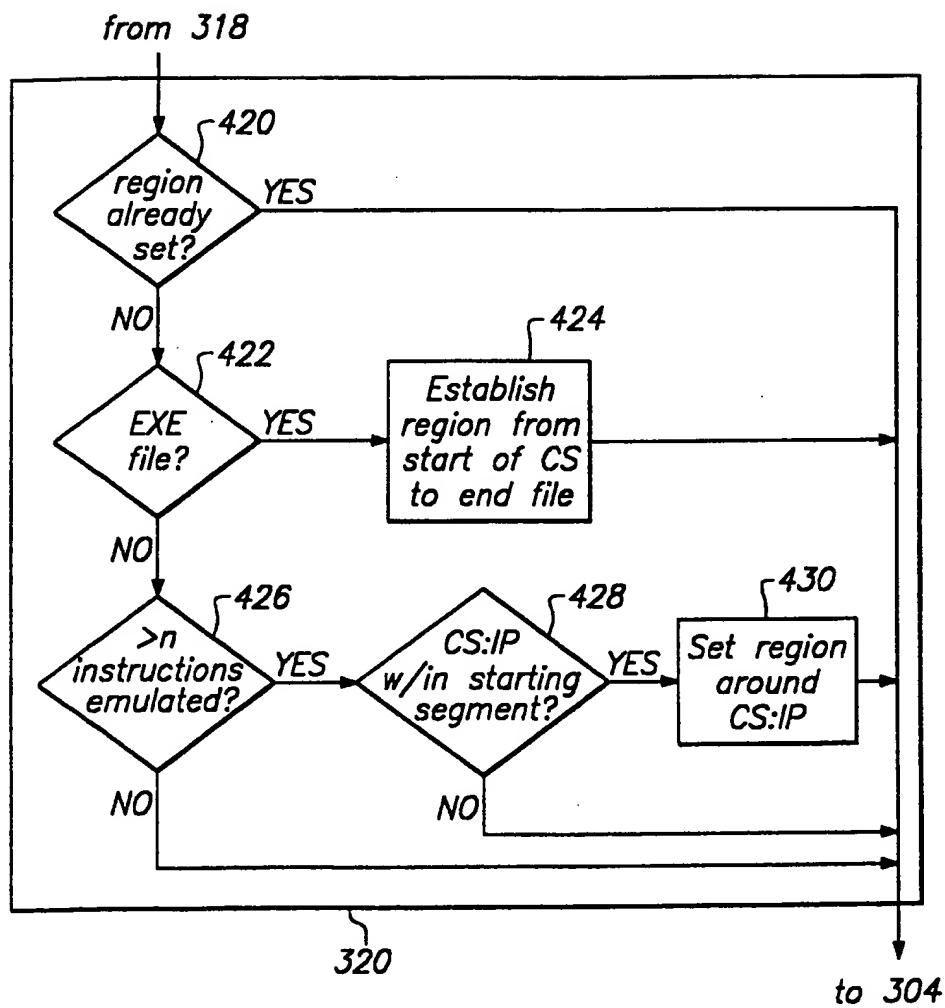 from 318
420
region
already
set?
YES
NO
422
EXE
file?
YES
424
Establish
region from
start of CS
to end file
NO
426
>n
instructions
emulated?
YES
428
CS:IP
w/in starting
segment?
YES
430
Set region
around
CS:IP
NO
NO
320
to 304